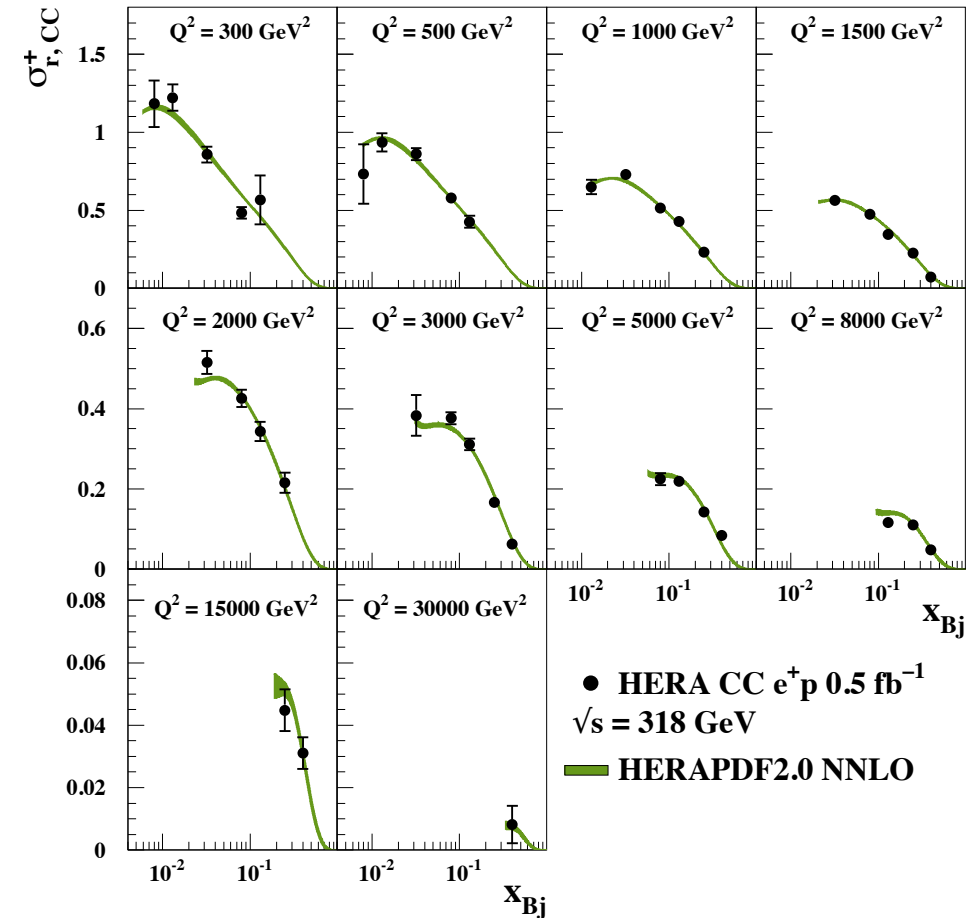 σ⁺r, CC
Q² = 300 GeV²
Q² = 500 GeV²
Q² = 1000 GeV²
Q² = 1500 GeV²
1.5
1
0.5
0
Q² = 2000 GeV²
Q² = 3000 GeV²
Q² = 5000 GeV²
Q² = 8000 GeV²
0.6
0.4
0.2
0
10⁻² 10⁻¹ 10⁻² 10⁻¹
xBj
Q² = 15000 GeV²
Q² = 30000 GeV²
0.08
0.06
0.04
0.02
0
10⁻² 10⁻¹ 10⁻² 10⁻¹
xBj
HERA CC e⁺p 0.5 fb⁻¹
√s = 318 GeV
HERAPDF2.0 NNLO